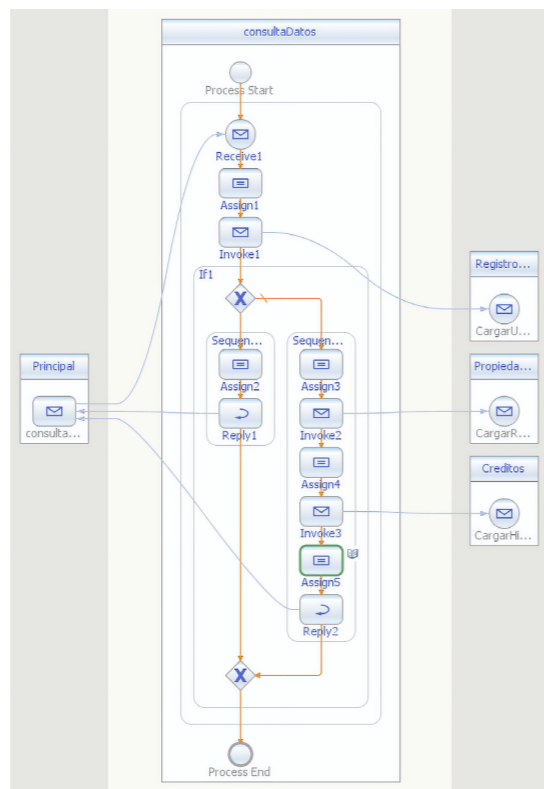 consultaDatos
Process Start
Receive1
Assign1
Invoke1
If1
X
Sequen...
Assign2
Reply1
Sequen...
Assign3
Invoke2
Assign4
Invoke3
Assign5
Reply2
X
Process End
Principal
consulta...
Registro...
CargarU...
Propieda...
CargarR...
Creditos
CargarHi...